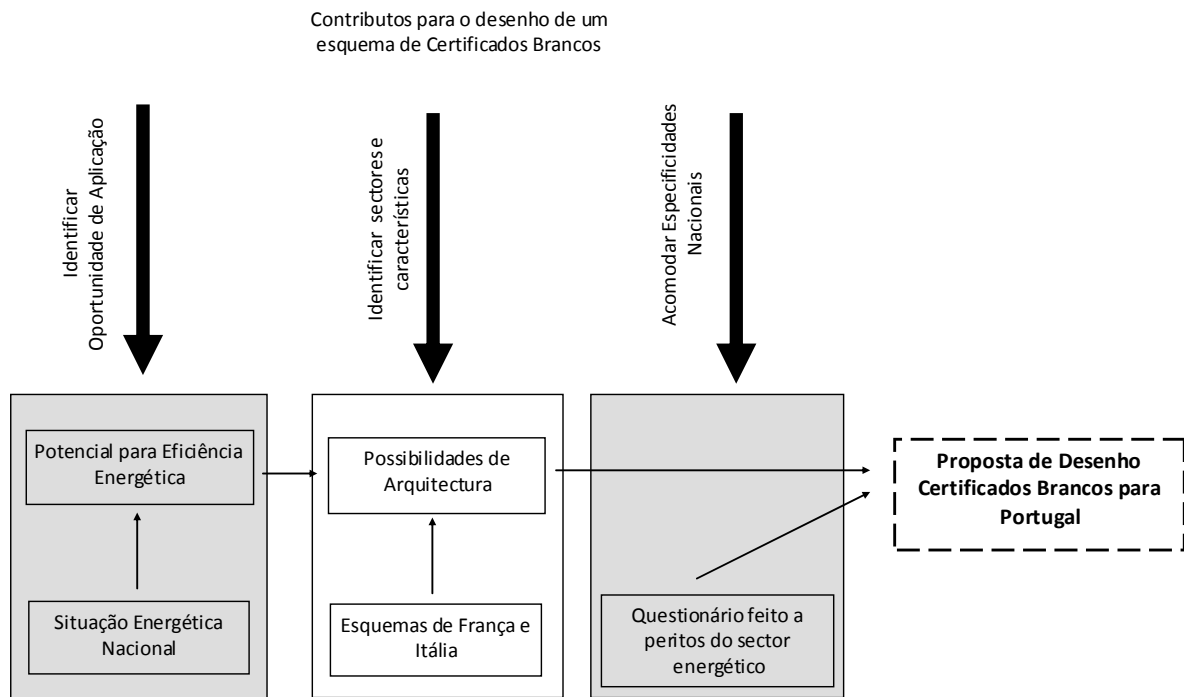 Contributos para o desenho de um
esquema de Certificados Brancos
Identificar
Oportunidade de Aplicação
Identificar sectores e
características
Acomodar Especificidades
Nacionais
Potencial para Eficiência
Energética
Situação Energética
Nacional
Possibilidades de
Arquitectura
Esquemas de França e
Itália
Questionário feito a
peritos do sector
energético
Proposta de Desenho
Certificados Brancos para
Portugal